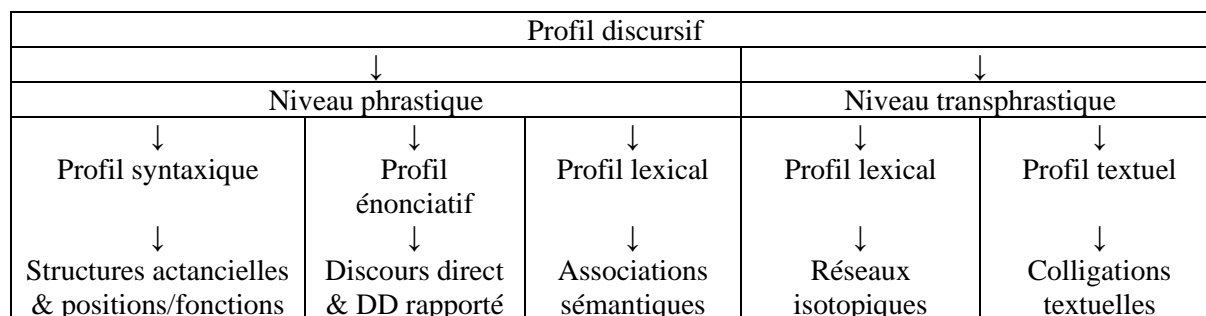 Profil discursif
↓ ↓
Niveau phrastique Niveau transphrastique
↓ ↓ ↓ ↓ ↓
Profil syntaxique Profil Profil lexical Profil lexical Profil textuel
énonciatif
↓ ↓ ↓ ↓ ↓
Structures actancielles Discours direct Associations Réseaux Colligations
& positions/fonctions & DD rapporté sémantiques isotopiques textuelles